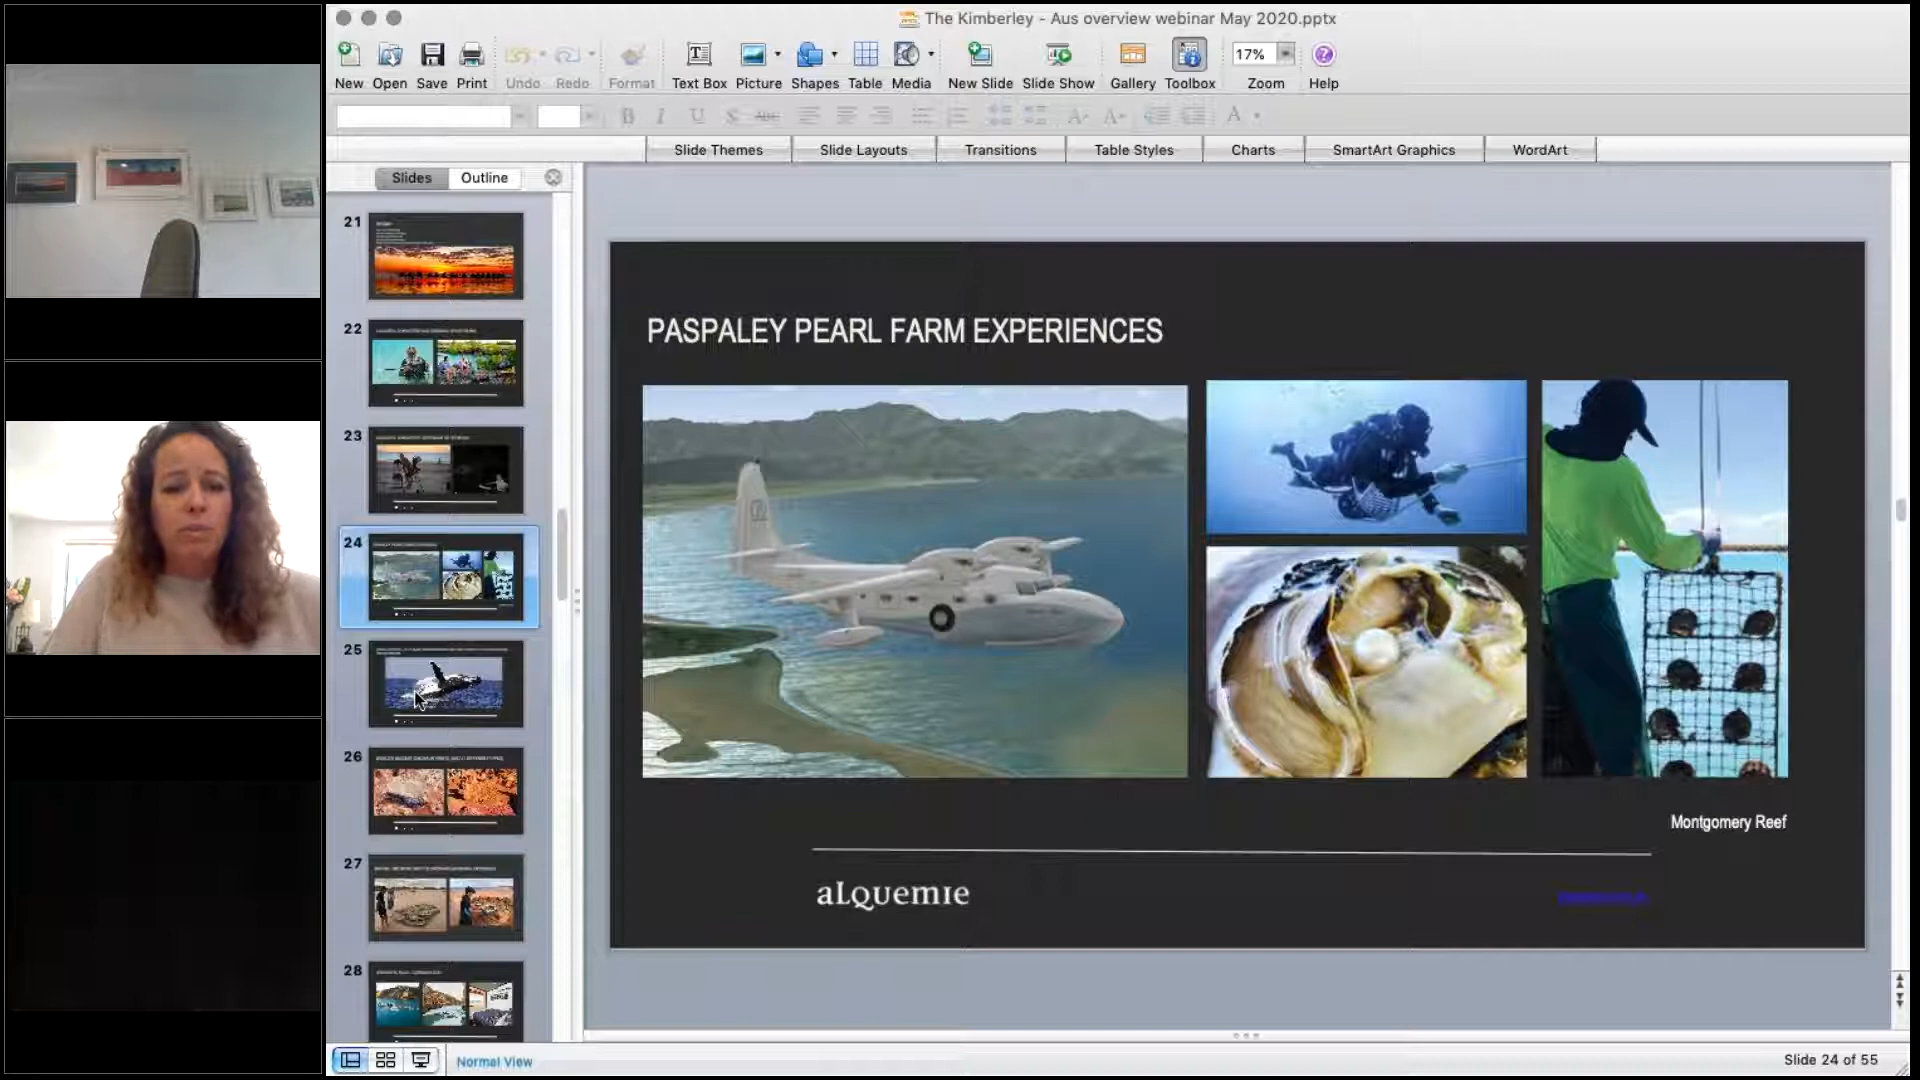 The Kimberley - Aus overview webinar May 2020.pptx
New Open Save Print Undo Redo Format Text Box Picture Shapes Table Media New Slide Slide Show Gallery Toolbox 17% Zoom Help
B I U S ABC A A A
Slide Themes Slide Layouts Transitions Table Styles Charts SmartArt Graphics WordArt
Slides Outline
21
22
23
24
25
26
27
28
PASPALEY PEARL FARM EXPERIENCES
Montgomery Reef
aLQuemIe
Normal View
Slide 24 of 55